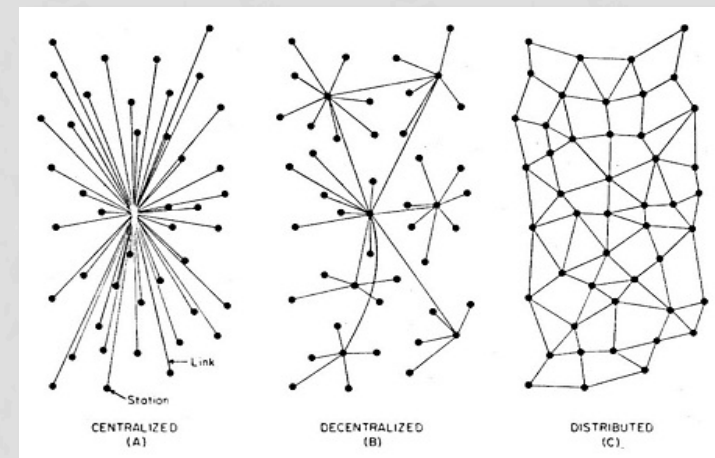 Link
Station
CENTRALIZED
(A)
DECENTRALIZED
(B)
DISTRIBUTED
(C)